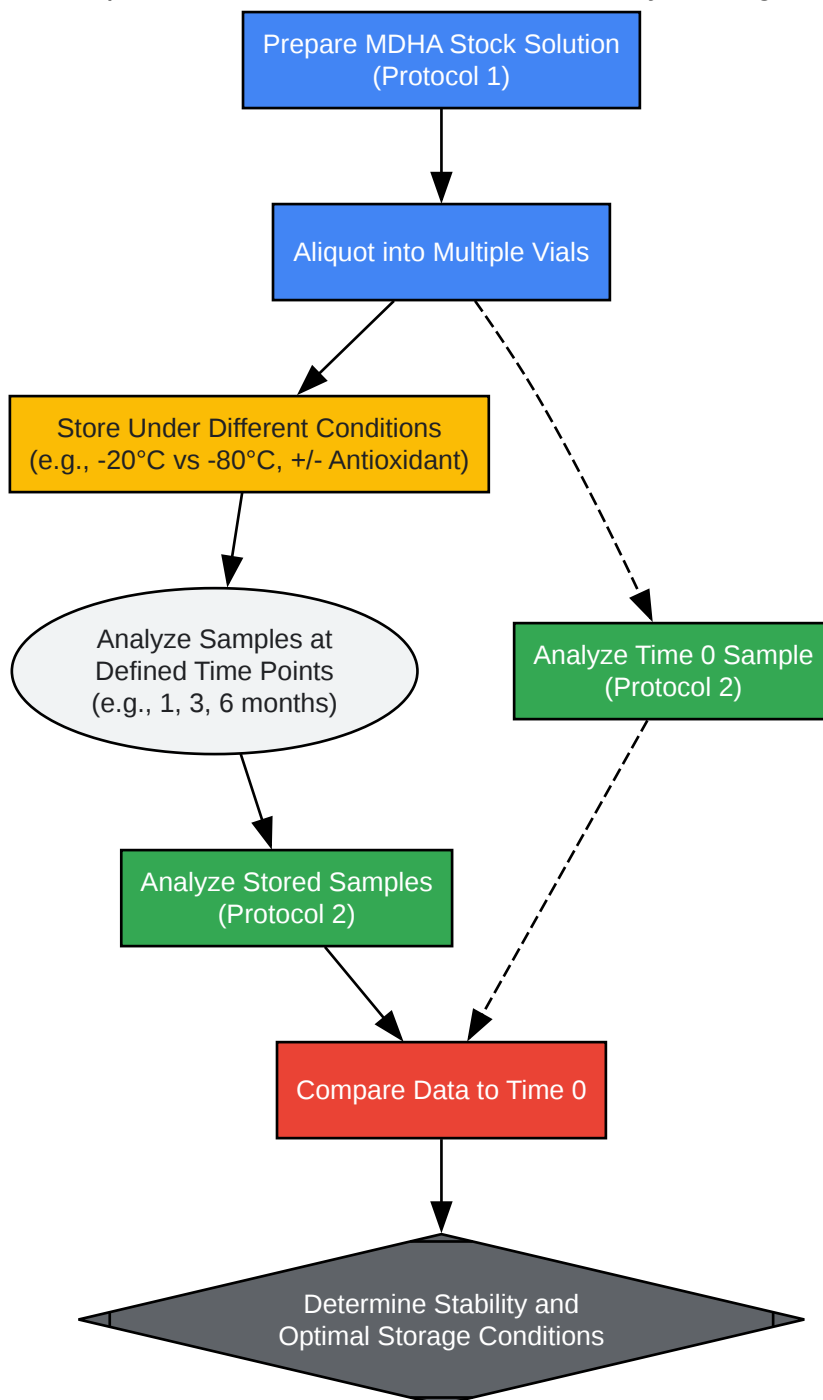 Prepare MDHA Stock Solution
(Protocol 1)
Aliquot into Multiple Vials
Store Under Different Conditions
(e.g., -20°C vs -80°C, +/- Antioxidant)
Analyze Samples at
Defined Time Points
(e.g., 1, 3, 6 months)
Analyze Time 0 Sample
(Protocol 2)
Analyze Stored Samples
(Protocol 2)
Compare Data to Time 0
Determine Stability and
Optimal Storage Conditions